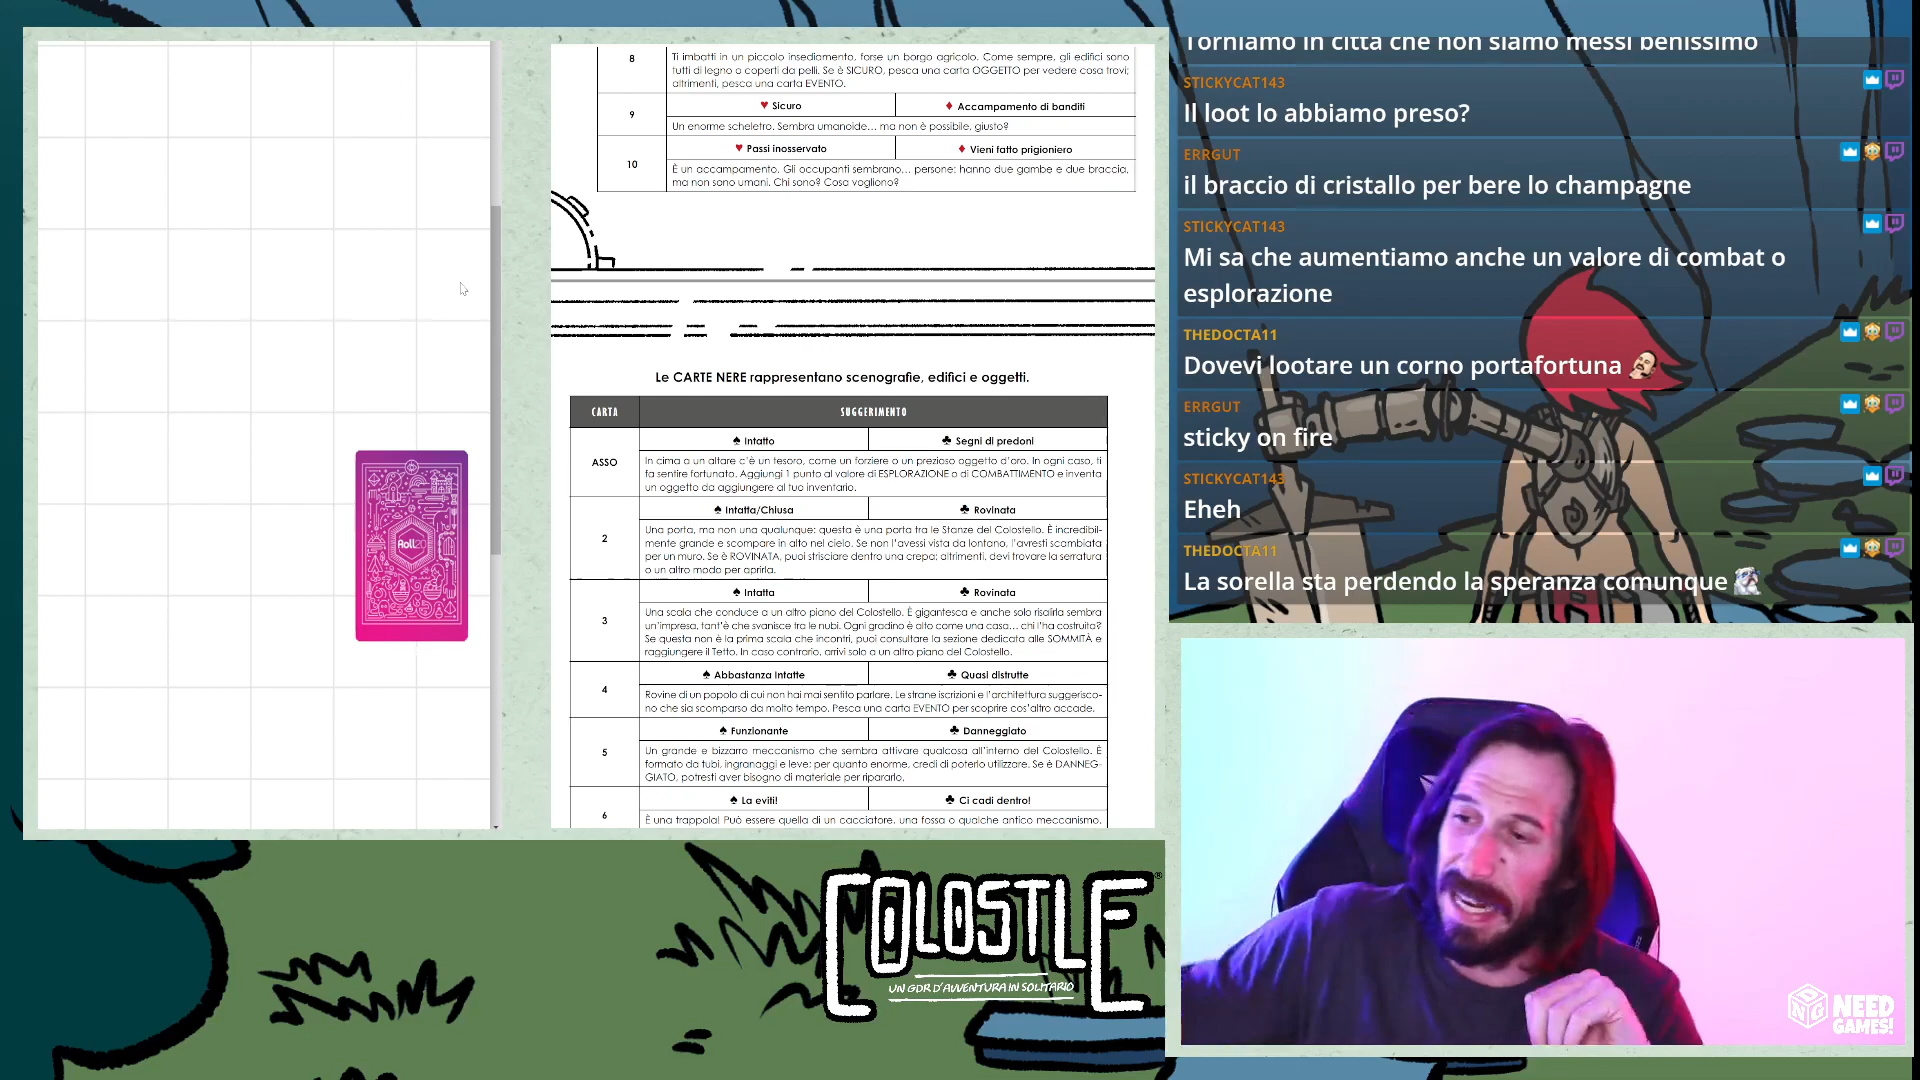 8
Ti imbatti in un piccolo insediamento, forse un borgo agricolo. Come sempre, gli edifici sono
tutti di legno o coperti da pelli. Se è SICURO, pesca una carta OGGETTO per vedere cosa trovi;
altrimenti, pesca una carta EVENTO.
9
♥ Sicuro
♦ Accampamento di banditi
Un enorme scheletro. Sembra umanoide… ma non è possibile, giusto?
10
♥ Passi inosservato
♦ Vieni fatto prigioniero
È un accampamento. Gli occupanti sembrano… persone: hanno due gambe e due braccia,
ma non sono umani. Chi sono? Cosa vogliono?
Le CARTE NERE rappresentano scenografie, edifici e oggetti.
CARTA
SUGGERIMENTO
ASSO
♠ Intatto
♣ Segni di predoni
In cima a un altare c'è un tesoro, come un forziere o un prezioso oggetto d'oro. In ogni caso, ti
fa sentire fortunato. Aggiungi 1 punto al valore di ESPLORAZIONE o di COMBATTIMENTO e inventa
un oggetto da aggiungere al tuo inventario.
2
♠ Intatta/Chiusa
♣ Rovinata
Una porta, ma non una qualunque: questa è una porta tra le Stanze del Colostello. È incredibil-
mente grande e scompare in alto nel cielo. Se non l'avessi vista da lontano, l'avresti scambiata
per un muro. Se è ROVINATA, puoi strisciare dentro una crepa; altrimenti, devi trovare la serratura
o un altro modo per aprirla.
3
♠ Intatta
♣ Rovinata
Una scala che conduce a un altro piano del Colostello. È gigantesca e anche solo risalirla sembra
un'impresa, tant'è che svanisce tra le nubi. Ogni gradino è alto come una casa… chi l'ha costruita?
Se questa non è la prima scala che incontri, puoi consultare la sezione dedicata alle SOMMITÀ e
raggiungere il Tetto. In caso contrario, arrivi solo a un altro piano del Colostello.
4
♠ Abbastanza intatte
♣ Quasi distrutte
Rovine di un popolo di cui non hai mai sentito parlare. Le strane iscrizioni e l'architettura suggerisco-
no che sia scomparso da molto tempo. Pesca una carta EVENTO per scoprire cos'altro accade.
5
♠ Funzionante
♣ Danneggiato
Un grande e bizzarro meccanismo che sembra attivare qualcosa all'interno del Colostello. È
formato da tubi, ingranaggi e leve: per quanto enorme, credi di poterlo utilizzare. Se è DANNEG-
GIATO, potresti aver bisogno di materiale per ripararlo.
6
♠ La eviti!
♣ Ci cadi dentro!
È una trappola! Può essere quella di un cacciatore, una fossa o qualche antico meccanismo.
Roll20
Torniamo in città che non siamo messi benissimo
STICKYCAT143
Il loot lo abbiamo preso?
ERRGUT
il braccio di cristallo per bere lo champagne
STICKYCAT143
Mi sa che aumentiamo anche un valore di combat o
esplorazione
THEDOCTA11
Dovevi lootare un corno portafortuna
ERRGUT
sticky on fire
STICKYCAT143
Eheh
THEDOCTA11
La sorella sta perdendo la speranza comunque
COLOSTLE
UN GDR D'AVVENTURA IN SOLITARIO
NEED
GAMES!